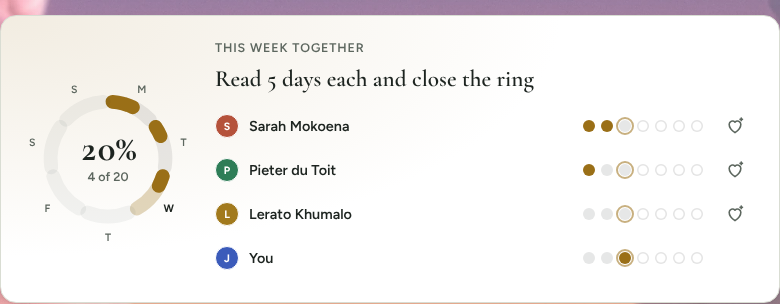 THIS WEEK TOGETHER
Read 5 days each and close the ring
S
M
S
T
20%
4 of 20
F
W
T
S Sarah Mokoena
P Pieter du Toit
L Lerato Khumalo
J You